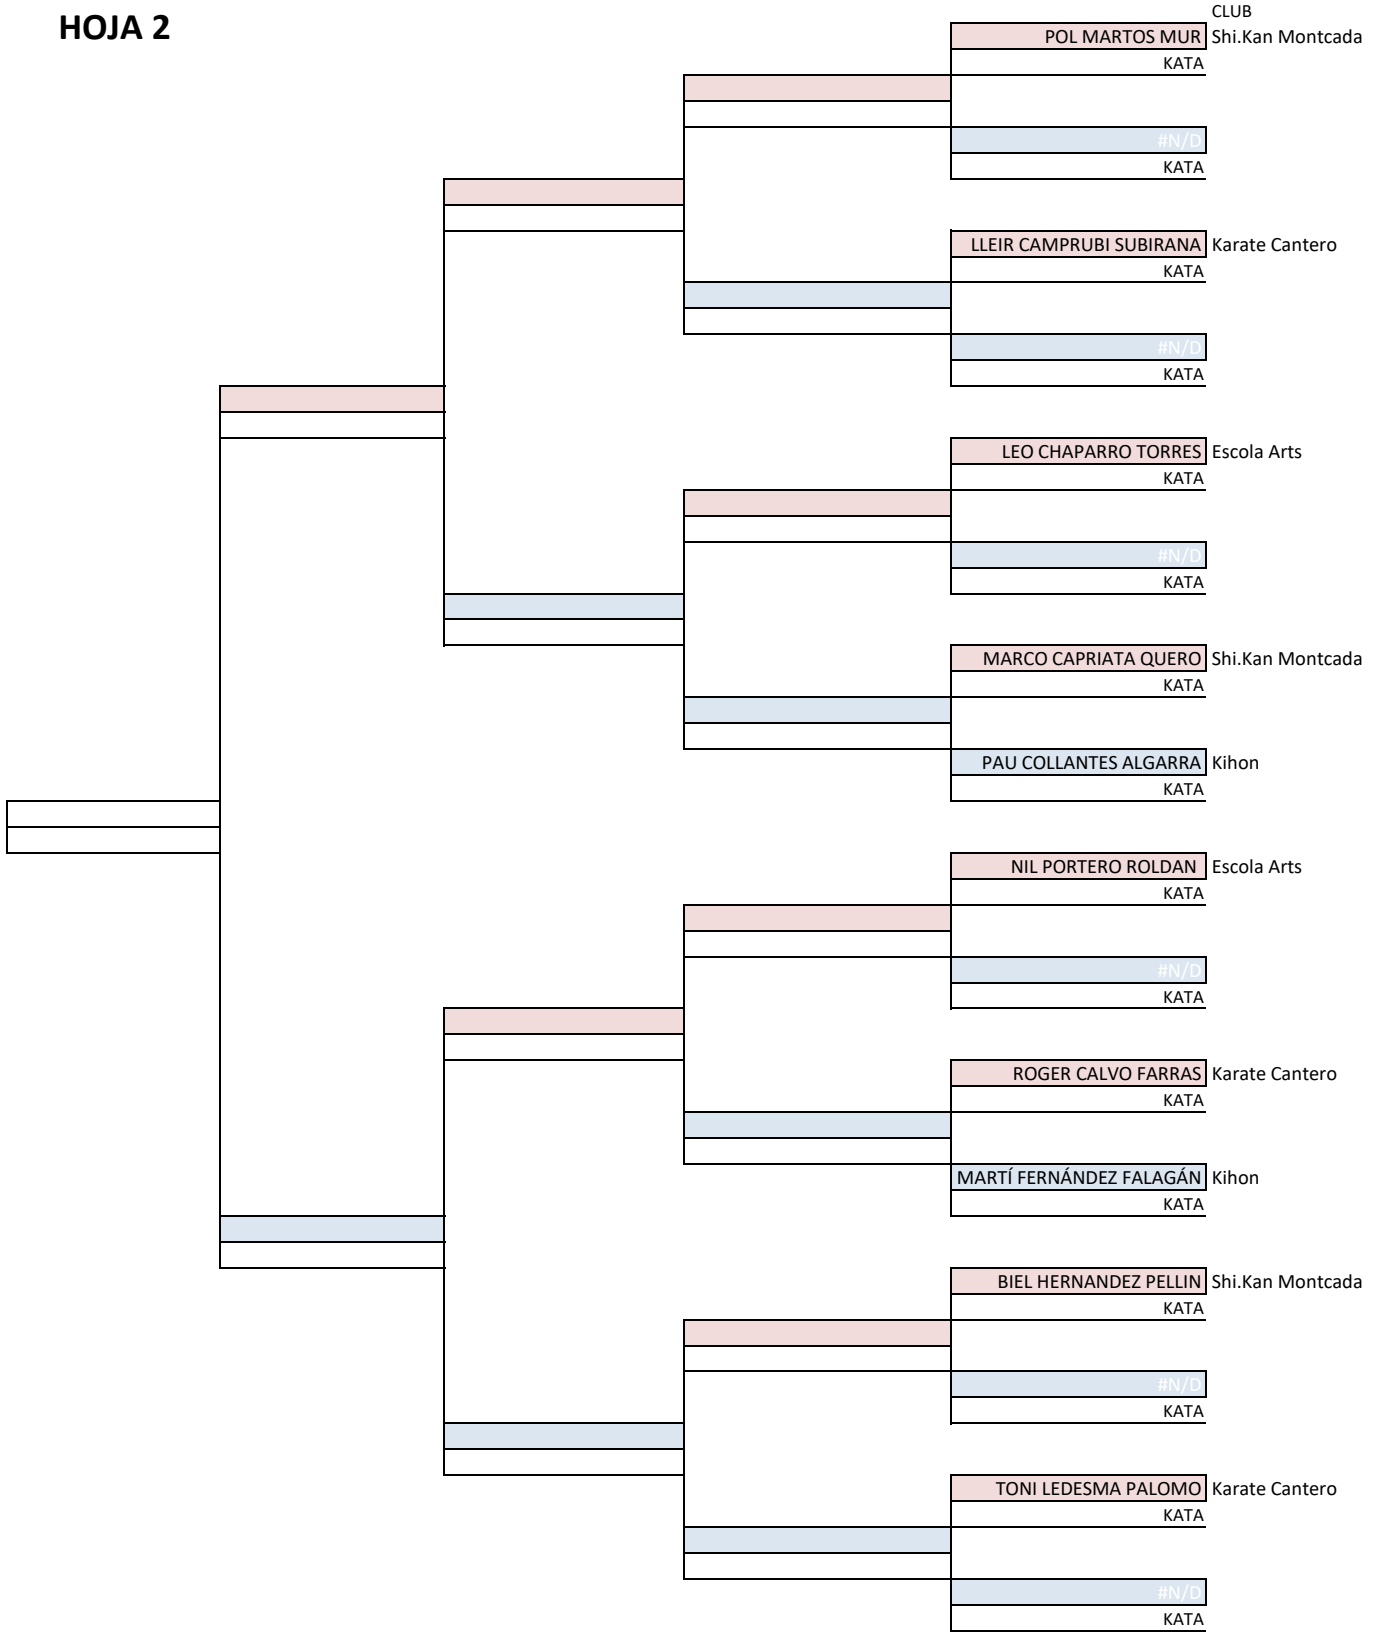 HOJA 2
CLUB
POL MARTOS MUR Shi.Kan Montcada
KATA
#N/D
KATA
LLEIR CAMPRUBI SUBIRANA Karate Cantero
KATA
#N/D
KATA
LEO CHAPARRO TORRES Escola Arts
KATA
#N/D
KATA
MARCO CAPRIATA QUERO Shi.Kan Montcada
KATA
PAU COLLANTES ALGARRA Kihon
KATA
NIL PORTERO ROLDAN Escola Arts
KATA
#N/D
KATA
ROGER CALVO FARRAS Karate Cantero
KATA
MARTÍ FERNÁNDEZ FALAGÁN Kihon
KATA
BIEL HERNANDEZ PELLIN Shi.Kan Montcada
KATA
#N/D
KATA
TONI LEDESMA PALOMO Karate Cantero
KATA
#N/D
KATA